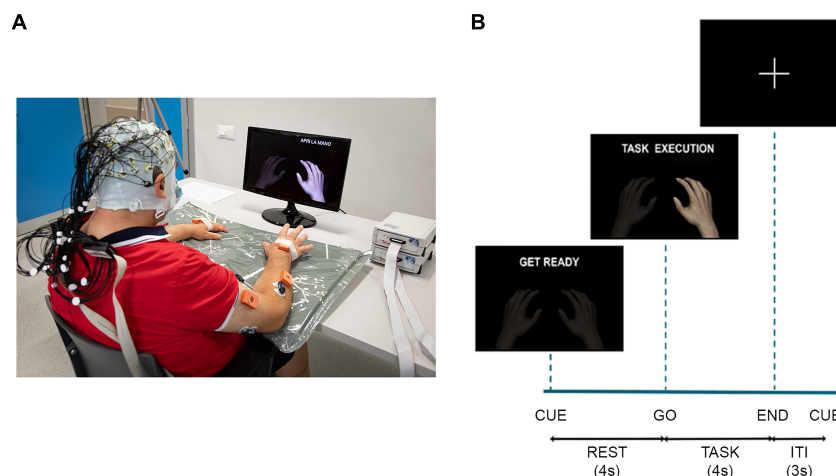 A
APRI LA MANO
B
TASK EXECUTION
GET READY
CUE
GO
END
CUE
REST
(4s)
TASK
(4s)
ITI
(3s)